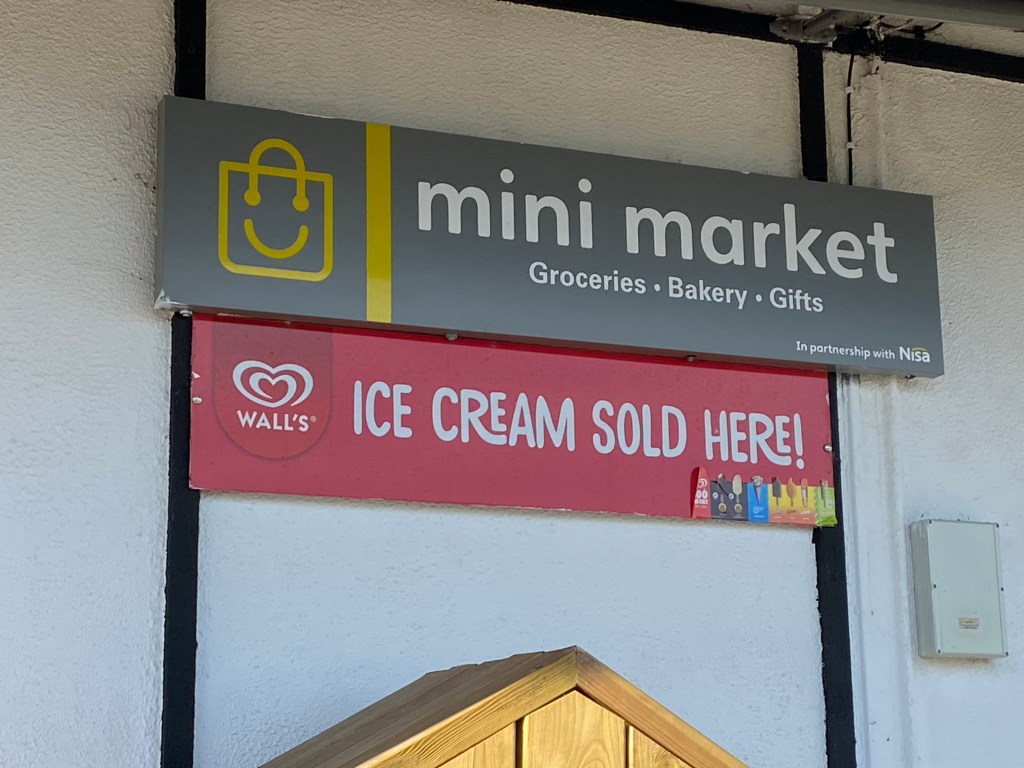 mini market
Groceries • Bakery • Gifts
In partnership with Nisa
WALL'S®
ICE CREAM SOLD HERE!